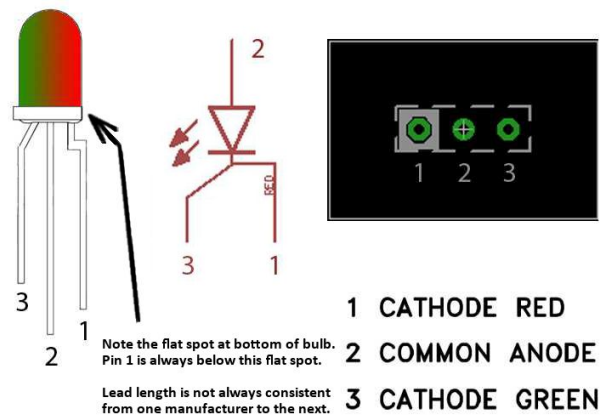 2
RED
3
1
1 2 3
3
2
1
Note the flat spot at bottom of bulb.
Pin 1 is always below this flat spot.
Lead length is not always consistent
from one manufacturer to the next.
1 CATHODE RED
2 COMMON ANODE
3 CATHODE GREEN